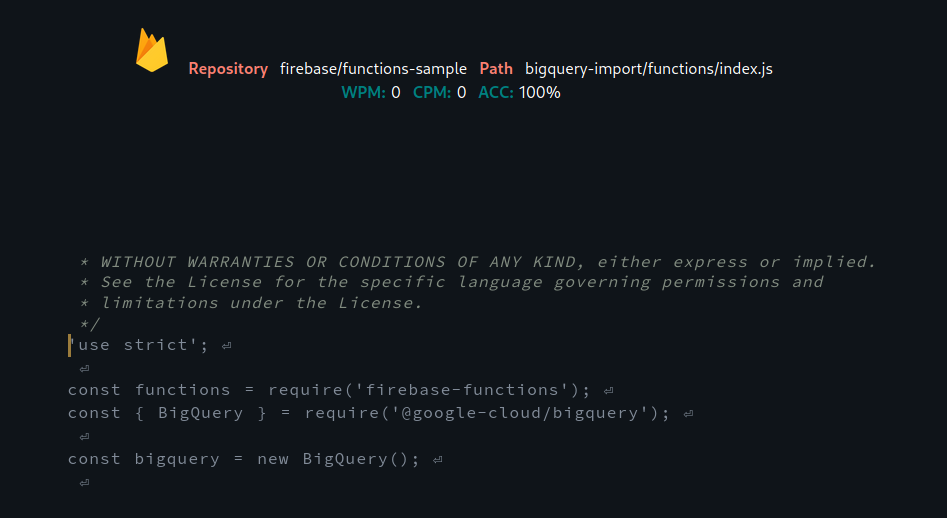 Repository firebase/functions-sample Path bigquery-import/functions/index.js
WPM: 0 CPM: 0 ACC: 100%
* WITHOUT WARRANTIES OR CONDITIONS OF ANY KIND, either express or implied.
* See the License for the specific language governing permissions and
* limitations under the License.
*/
'use strict'; ⏎
⏎
const functions = require('firebase-functions'); ⏎
const { BigQuery } = require('@google-cloud/bigquery'); ⏎
⏎
const bigquery = new BigQuery(); ⏎
⏎